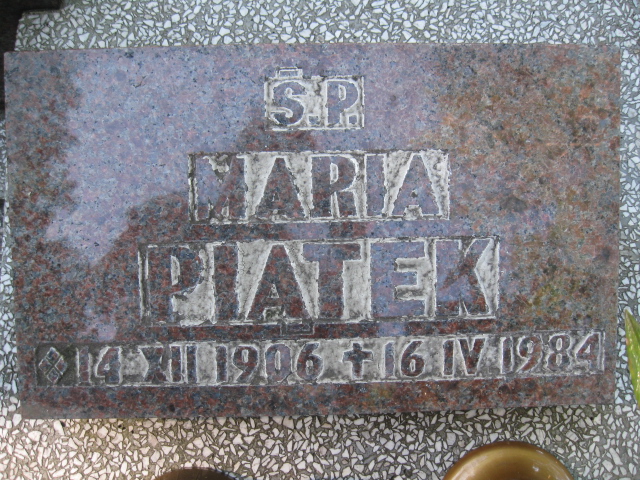 Ś.P.
MARIA
PIĄTEK
14 XII 1906 ✝ 16 IV 1984